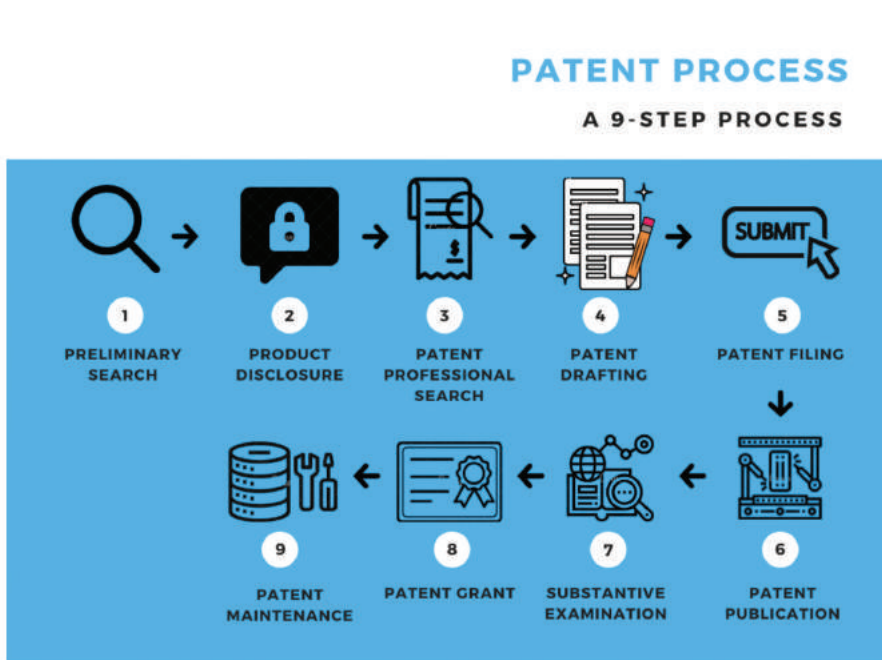 PATENT PROCESS
A 9-STEP PROCESS
SUBMIT
1
PRELIMINARY
SEARCH
2
PRODUCT
DISCLOSURE
$
3
PATENT
PROFESSIONAL
SEARCH
4
PATENT
DRAFTING
5
PATENT FILING
6
PATENT
PUBLICATION
7
SUBSTANTIVE
EXAMINATION
8
PATENT GRANT
9
PATENT
MAINTENANCE